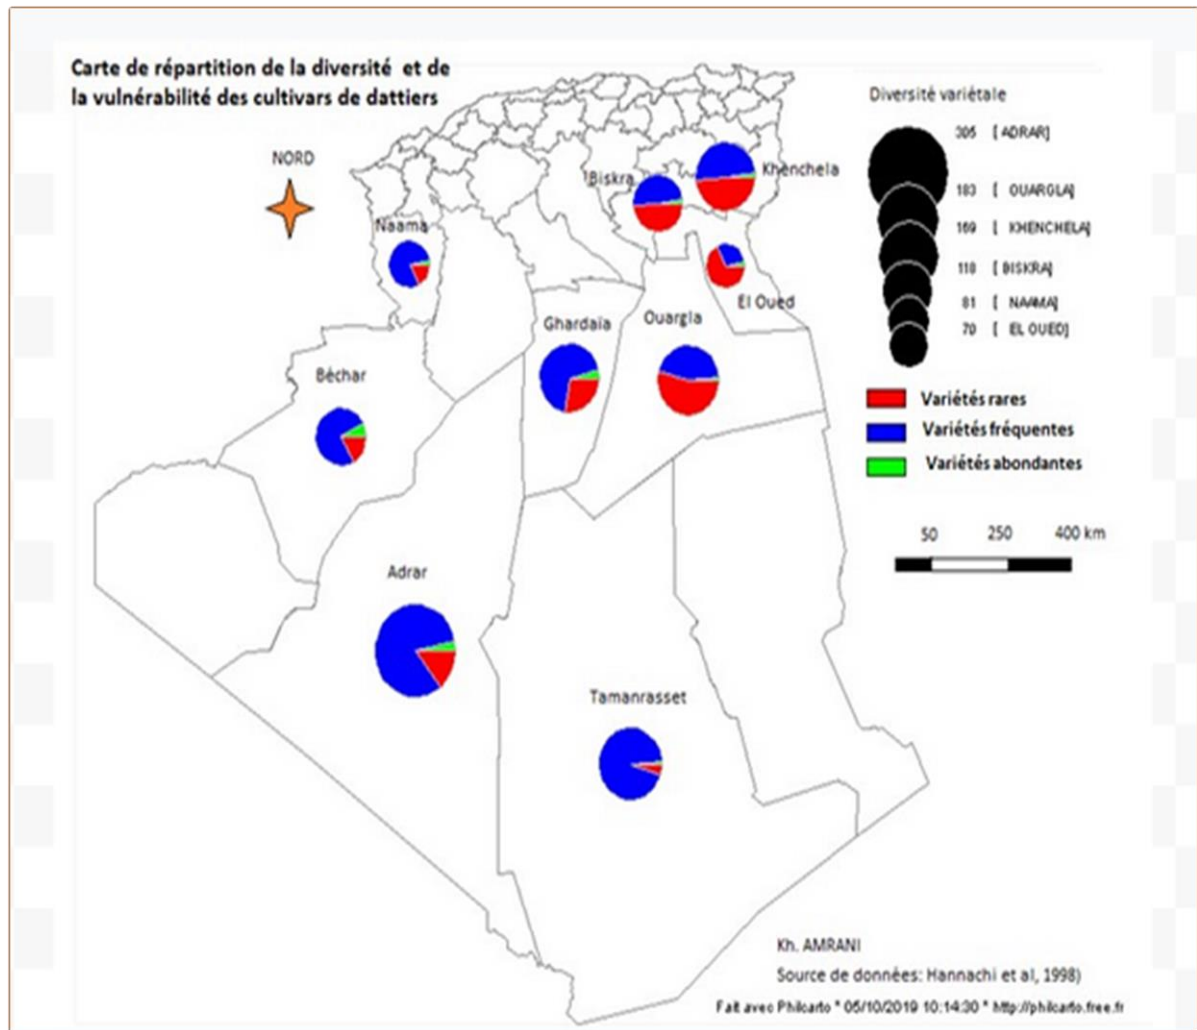 Carte de répartition de la diversité et de
la vulnérabilité des cultivars de dattiers
NORD
Diversité variétale
305 [ ADRAR]
183 [ OUARGLA]
169 [ KHENCHELA]
118 [ BISKRA]
81 [ NAAMA]
70 [ EL OUED]
Variétés rares
Variétés fréquentes
Variétés abondantes
50 250 400 km
Biskra
Khenchela
Naama
El Oued
Ghardaïa
Ouargla
Béchar
Adrar
Tamanrasset
Kh. AMRANI
Source de données: Hannachi et al, 1998)
Fait avec Philcarto * 05/10/2019 10:14:30 * http://philcarto.free.fr